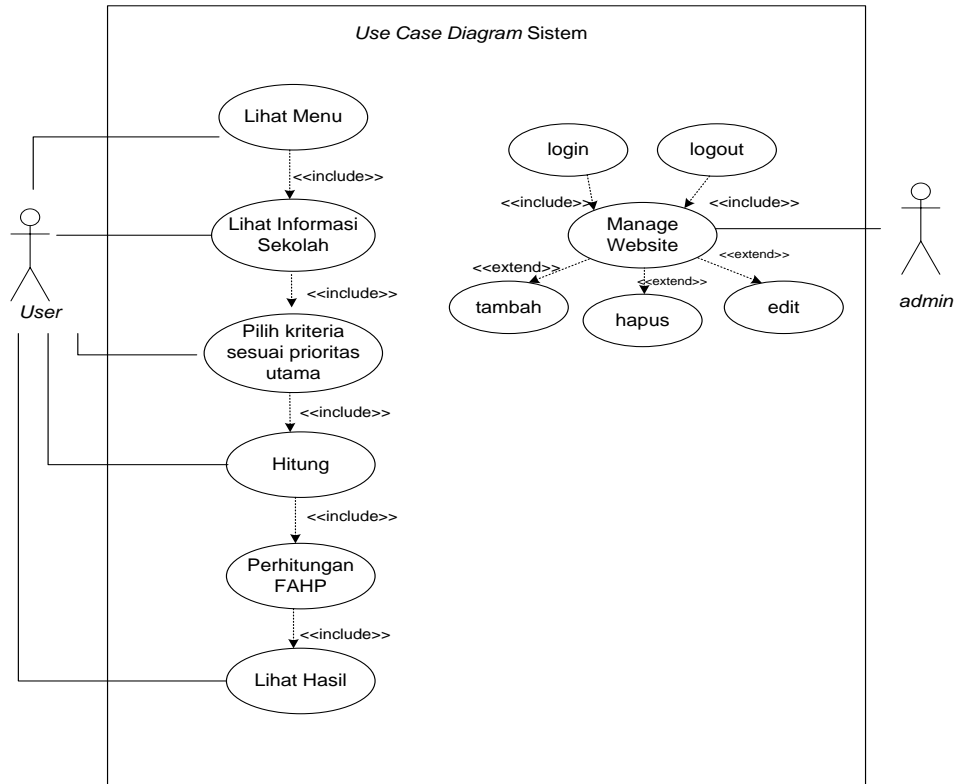 Use Case Diagram Sistem
Lihat Menu
<<include>>
Lihat Informasi
Sekolah
<<include>>
Pilih kriteria
sesuai prioritas
utama
<<include>>
Hitung
<<include>>
Perhitungan
FAHP
<<include>>
Lihat Hasil
User
login
logout
<<include>>
<<include>>
Manage
Website
<<extend>>
<<extend>>
<<extend>>
tambah
hapus
edit
admin